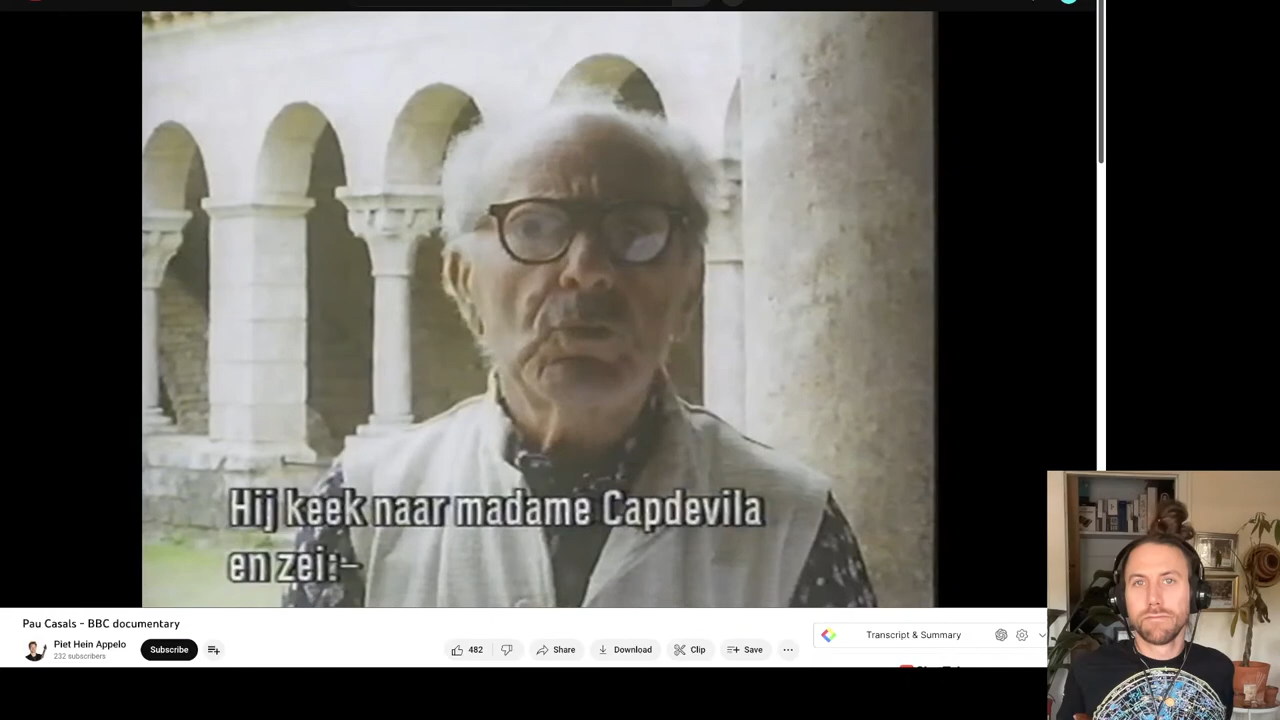 Hij keek naar madame Capdevila
en zei:–
Pau Casals - BBC documentary
Piet Hein Appelo
232 subscribers
Subscribe
482
Share
Download
Clip
Save
Transcript & Summary